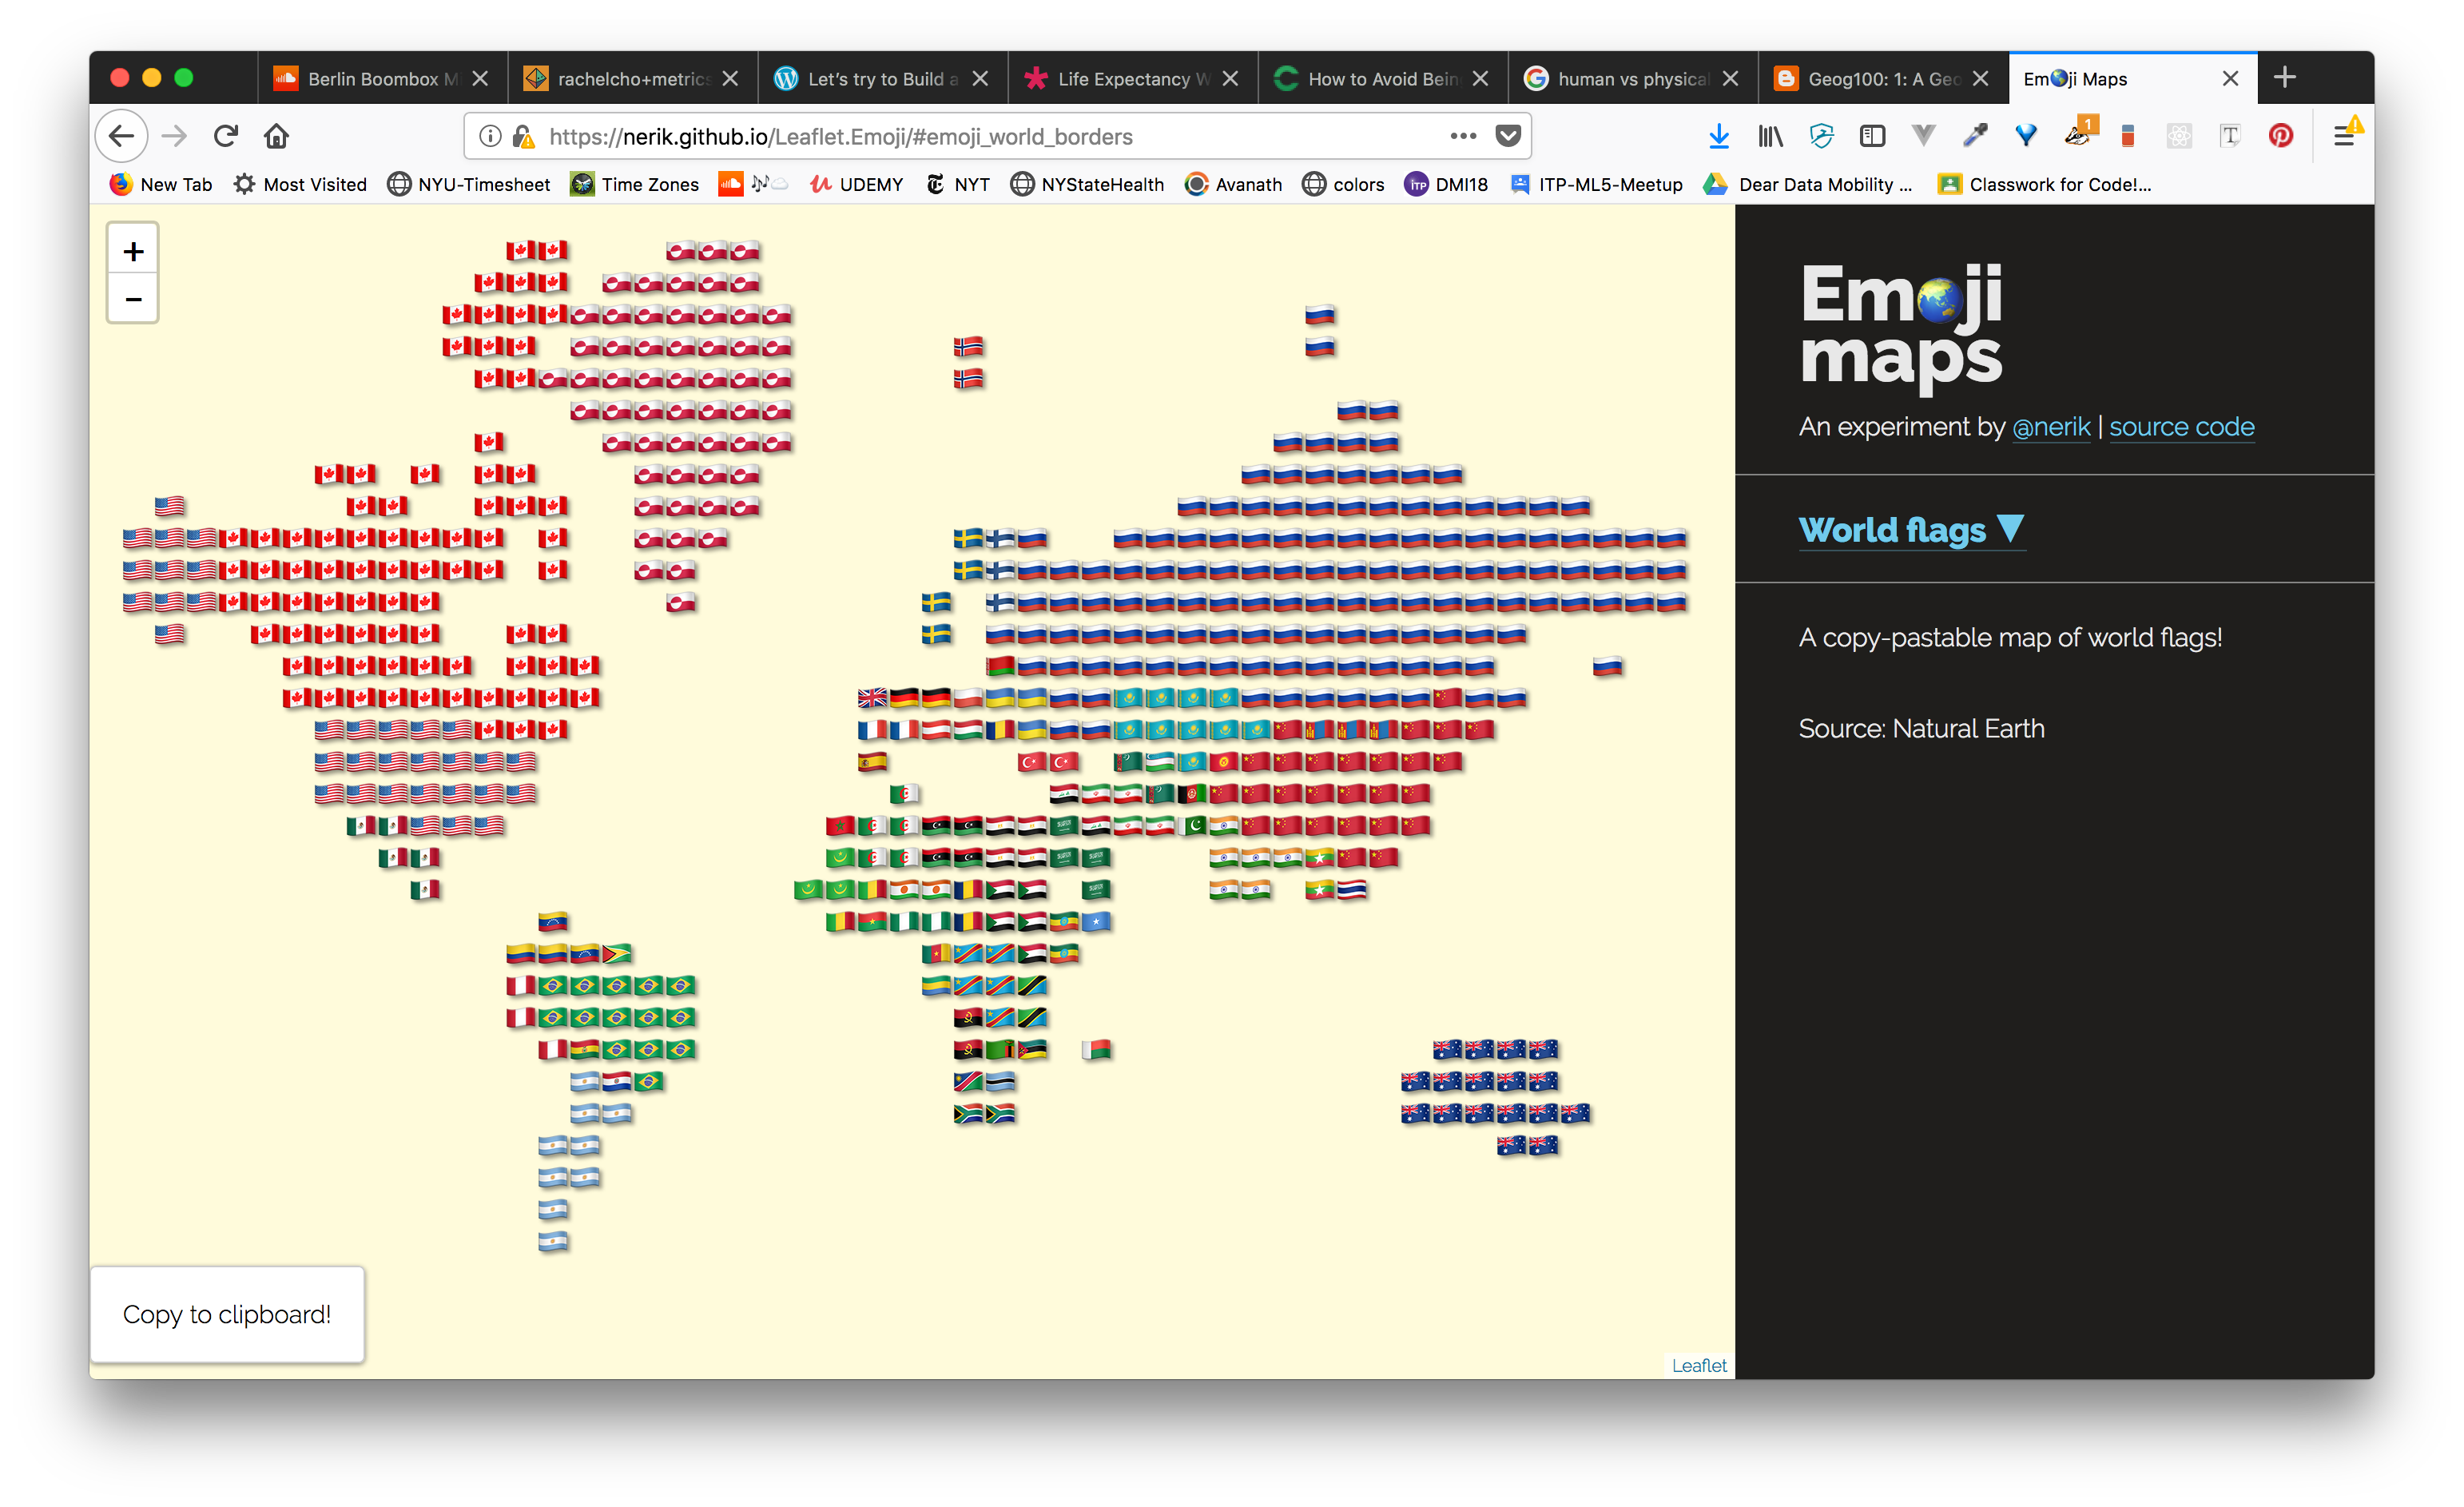 Berlin Boombox Mi
rachelcho+metrics
Let's try to Build a
Life Expectancy W
How to Avoid Bein
human vs physical
Geog100: 1: A Geo
Em🌏ji Maps
https://nerik.github.io/Leaflet.Emoji/#emoji_world_borders
1
New Tab
Most Visited
NYU-Timesheet
Time Zones
UDEMY
NYT
NYStateHealth
Avanath
colors
DMI18
ITP-ML5-Meetup
Dear Data Mobility ...
Classwork for Code!...
+
−
Em🌏ji
maps
An experiment by @nerik | source code
World flags ▼
A copy-pastable map of world flags!
Source: Natural Earth
Copy to clipboard!
Leaflet